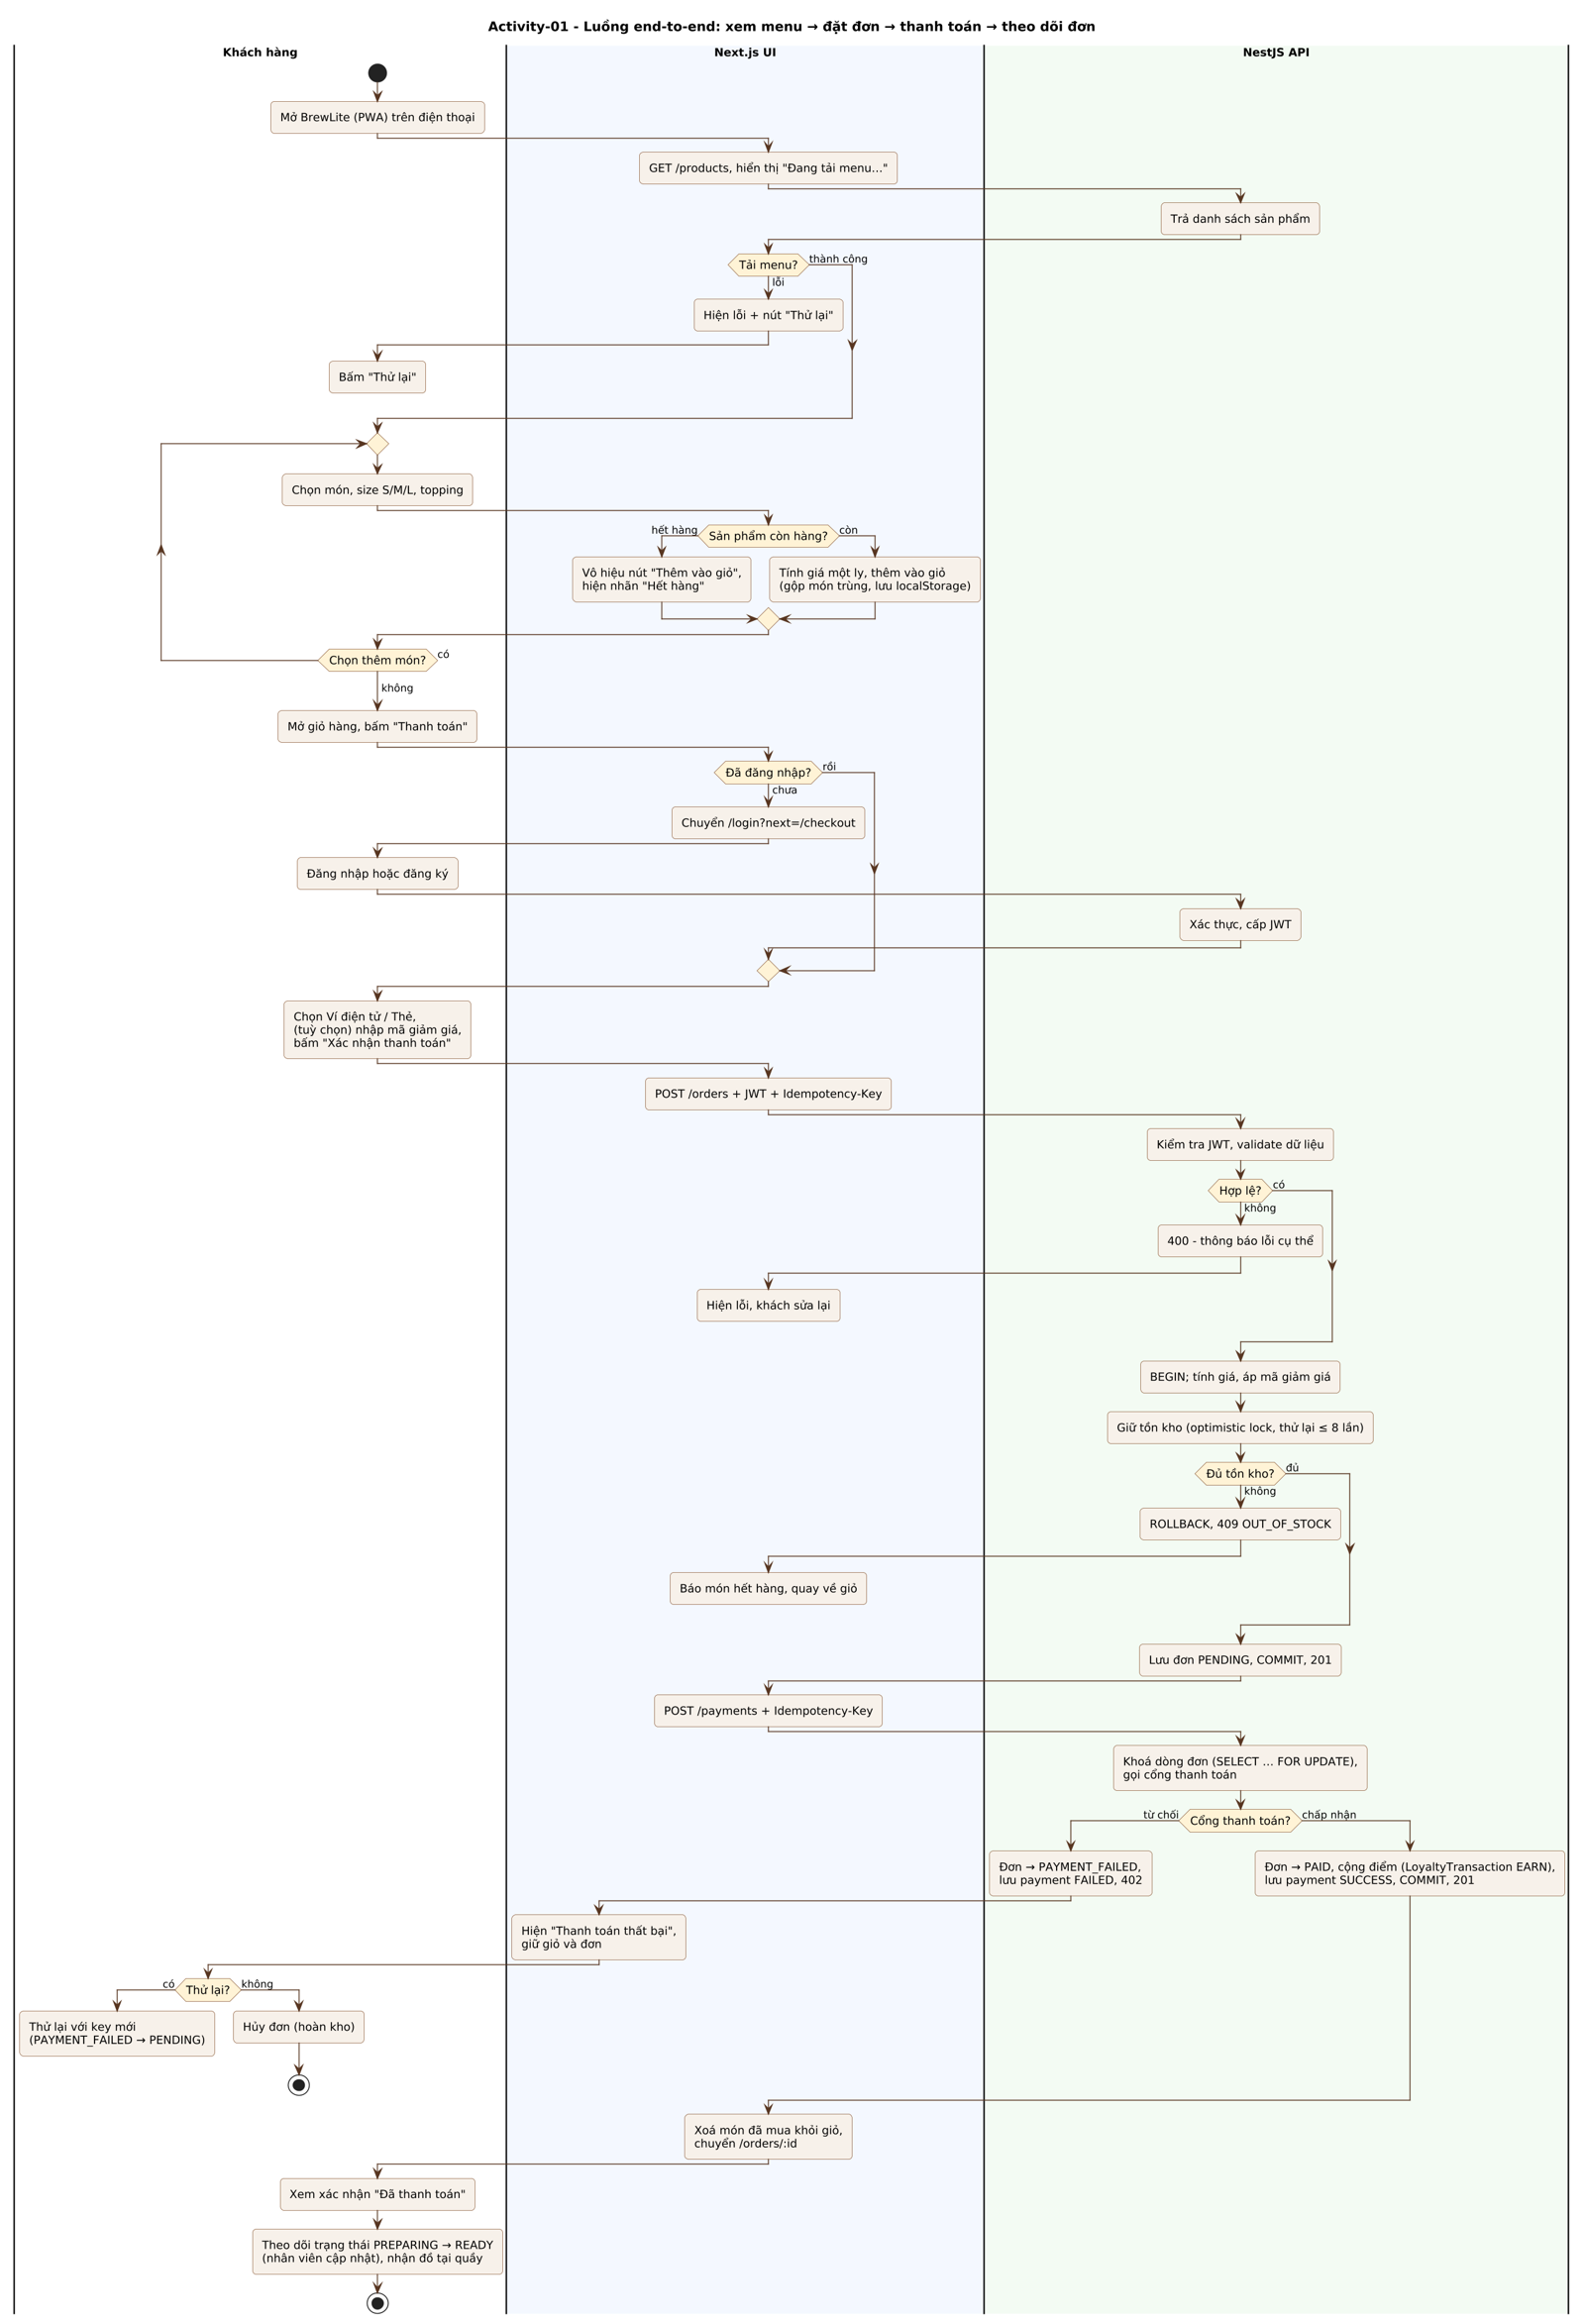 Activity-01 - Luồng end-to-end: xem menu → đặt đơn → thanh toán → theo dõi đơn
Khách hàng
Next.js UI
NestJS API
Mở BrewLite (PWA) trên điện thoại
GET /products, hiển thị "Đang tải menu…"
Trả danh sách sản phẩm
Tải menu?
thành công
lỗi
Hiện lỗi + nút "Thử lại"
Bấm "Thử lại"
Chọn món, size S/M/L, topping
hết hàng
Sản phẩm còn hàng?
còn
Vô hiệu nút "Thêm vào giỏ",
hiện nhãn "Hết hàng"
Tính giá một ly, thêm vào giỏ
(gộp món trùng, lưu localStorage)
Chọn thêm món?
có
không
Mở giỏ hàng, bấm "Thanh toán"
Đã đăng nhập?
rồi
chưa
Chuyển /login?next=/checkout
Đăng nhập hoặc đăng ký
Xác thực, cấp JWT
Chọn Ví điện tử / Thẻ,
(tuỳ chọn) nhập mã giảm giá,
bấm "Xác nhận thanh toán"
POST /orders + JWT + Idempotency-Key
Kiểm tra JWT, validate dữ liệu
Hợp lệ?
có
không
400 - thông báo lỗi cụ thể
Hiện lỗi, khách sửa lại
BEGIN; tính giá, áp mã giảm giá
Giữ tồn kho (optimistic lock, thử lại ≤ 8 lần)
Đủ tồn kho?
đủ
không
ROLLBACK, 409 OUT_OF_STOCK
Báo món hết hàng, quay về giỏ
Lưu đơn PENDING, COMMIT, 201
POST /payments + Idempotency-Key
Khoá dòng đơn (SELECT … FOR UPDATE),
gọi cổng thanh toán
từ chối
Cổng thanh toán?
chấp nhận
Đơn → PAYMENT_FAILED,
lưu payment FAILED, 402
Đơn → PAID, cộng điểm (LoyaltyTransaction EARN),
lưu payment SUCCESS, COMMIT, 201
Hiện "Thanh toán thất bại",
giữ giỏ và đơn
có
Thử lại?
không
Thử lại với key mới
(PAYMENT_FAILED → PENDING)
Hủy đơn (hoàn kho)
Xoá món đã mua khỏi giỏ,
chuyển /orders/:id
Xem xác nhận "Đã thanh toán"
Theo dõi trạng thái PREPARING → READY
(nhân viên cập nhật), nhận đồ tại quầy